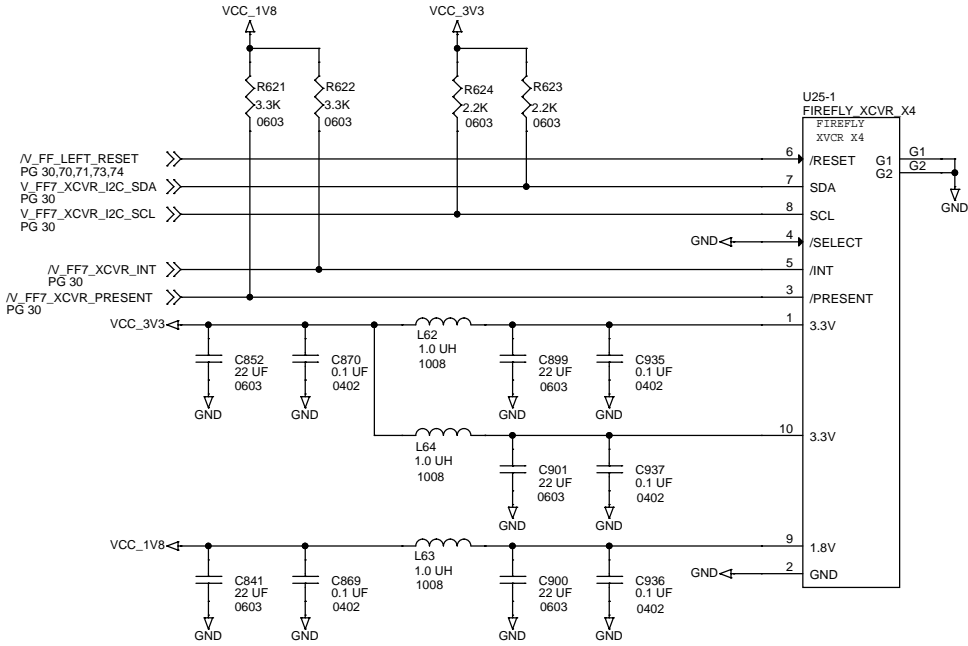 VCC_1V8
VCC_3V3
R621
3.3K
0603
R622
3.3K
0603
R624
2.2K
0603
R623
2.2K
0603
U25-1
FIREFLY_XCVR_X4
FIREFLY
XVCR X4
/V_FF_LEFT_RESET
PG 30,70,71,73,74
6
/RESET
G1
G1
G2
G2
GND
V_FF7_XCVR_I2C_SDA
PG 30
7
SDA
V_FF7_XCVR_I2C_SCL
PG 30
8
SCL
GND
4
/SELECT
/V_FF7_XCVR_INT
PG 30
5
/INT
/V_FF7_XCVR_PRESENT
PG 30
3
/PRESENT
VCC_3V3
1
3.3V
L62
1.0 UH
1008
C852
22 UF
0603
GND
C870
0.1 UF
0402
GND
C899
22 UF
0603
GND
C935
0.1 UF
0402
GND
10
3.3V
L64
1.0 UH
1008
C901
22 UF
0603
GND
C937
0.1 UF
0402
GND
VCC_1V8
9
1.8V
L63
1.0 UH
1008
GND
2
GND
C841
22 UF
0603
GND
C869
0.1 UF
0402
GND
C900
22 UF
0603
GND
C936
0.1 UF
0402
GND